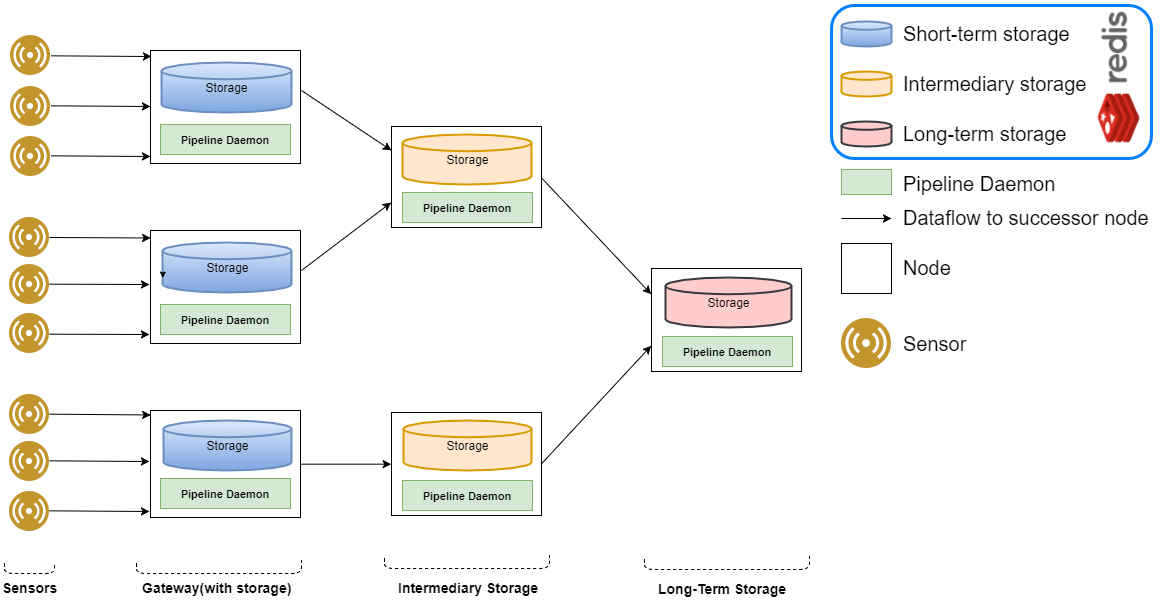 Storage
Pipeline Daemon
Storage
Pipeline Daemon
Storage
Pipeline Daemon
Storage
Pipeline Daemon
Storage
Pipeline Daemon
Storage
Pipeline Daemon
Sensors
Gateway(with storage)
Intermediary Storage
Long-Term Storage
Short-term storage
Intermediary storage
Long-term storage
redis
Pipeline Daemon
Dataflow to successor node
Node
Sensor